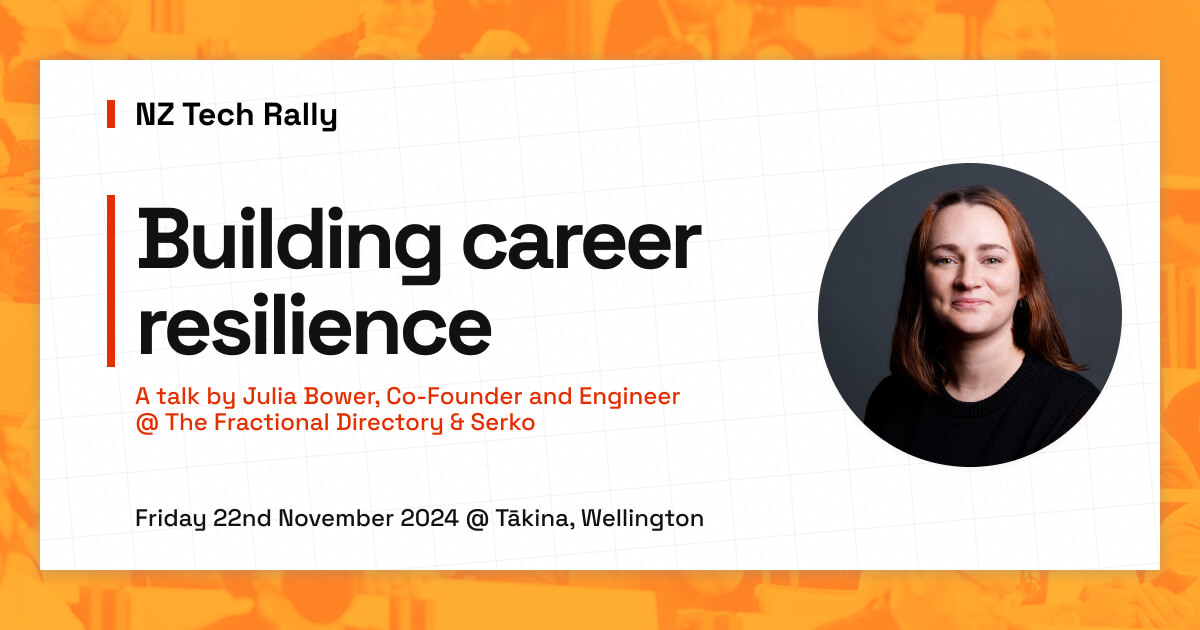 NZ Tech Rally
Building career
resilience
A talk by Julia Bower, Co-Founder and Engineer
@ The Fractional Directory & Serko
Friday 22nd November 2024 @ Tākina, Wellington